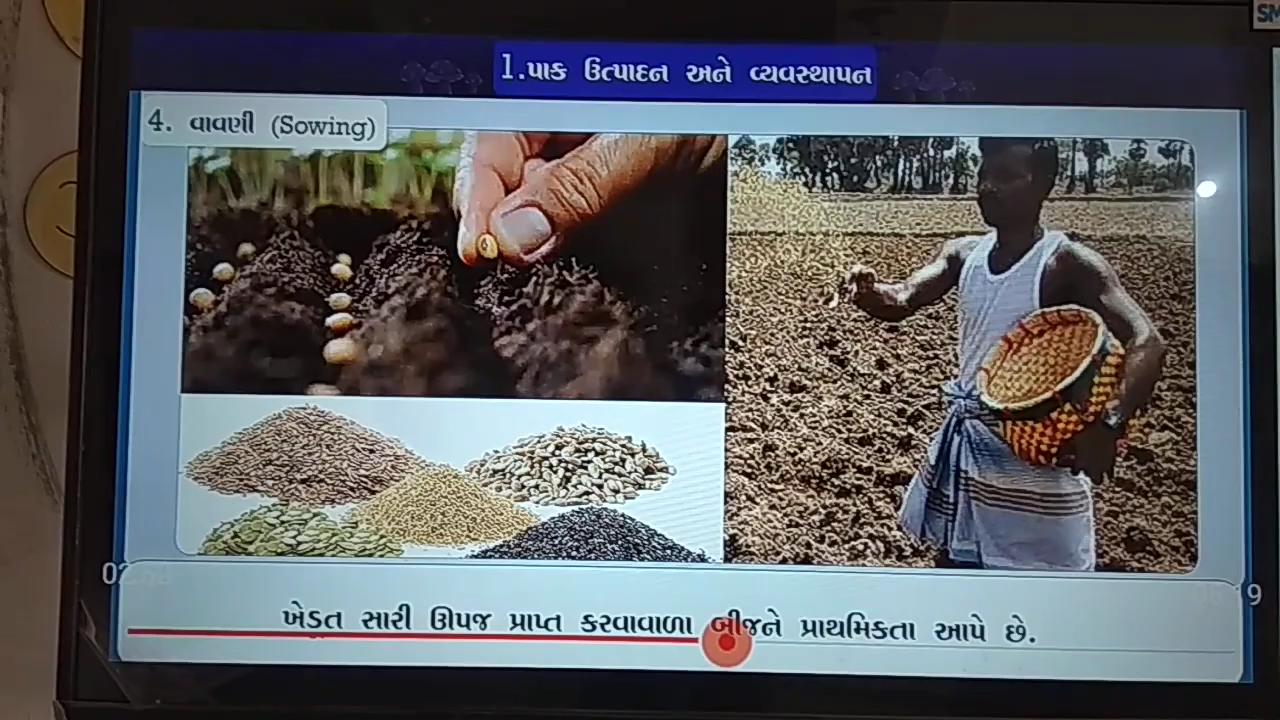 1.પાક ઉત્પાદન અને વ્યવસ્થાપન
4. વાવણી (Sowing)
ખેડૂત સારી ઊપજ પ્રાપ્ત કરવાવાળા બીજને પ્રાથમિકતા આપે છે.